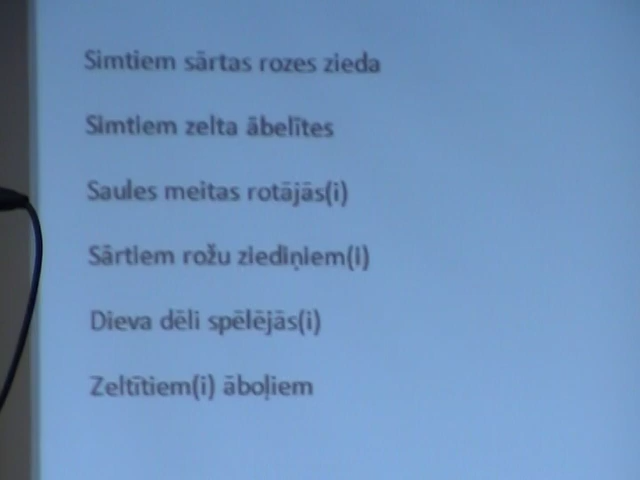 Simtiem sārtas rozes zieda
Simtiem zelta ābelītes
Saules meitas rotājās(i)
Sārtiem rožu ziediņiem(i)
Dieva dēli spēlējās(i)
Zeltītiem(i) āboļiem